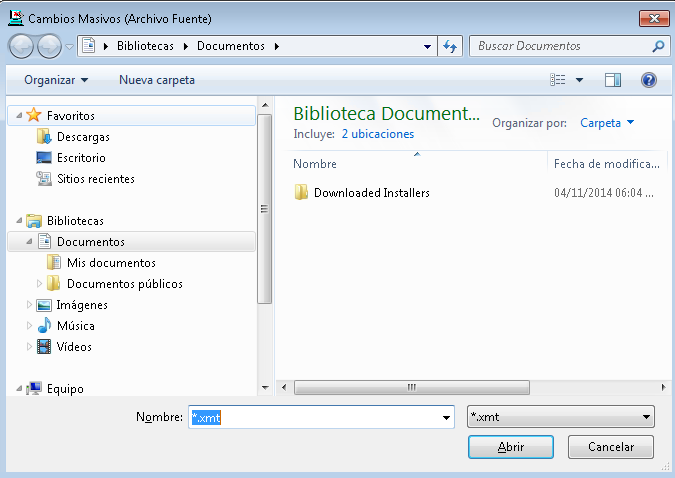 Cambios Masivos (Archivo Fuente)
Bibliotecas Documentos
Buscar Documentos
Organizar
Nueva carpeta
Favoritos
Descargas
Escritorio
Sitios recientes
Bibliotecas
Documentos
Mis documentos
Documentos públicos
Imágenes
Música
Vídeos
Equipo
Biblioteca Document...
Incluye: 2 ubicaciones
Organizar por: Carpeta
Nombre
Fecha de modifica...
Downloaded Installers
04/11/2014 06:04 ...
Nombre: *.xmt
*.xmt
Abrir
Cancelar